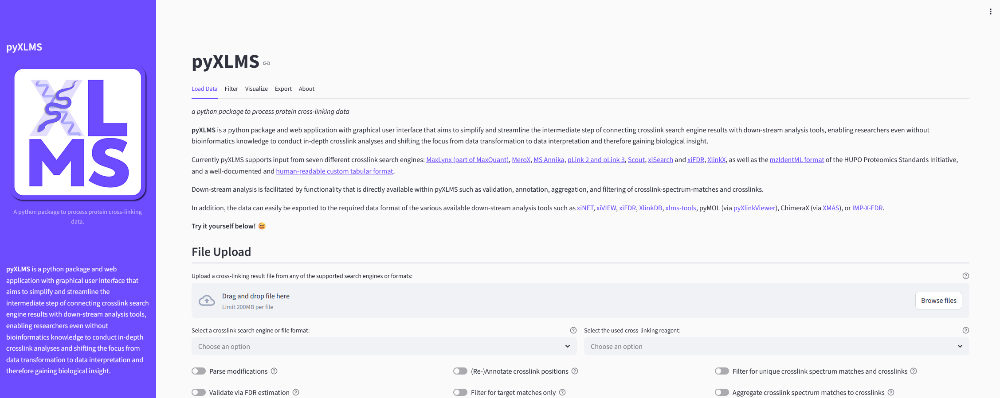 pyXLMS
XL
MS
A python package to process protein cross-linking
data.
pyXLMS is a python package and web
application with graphical user interface that
aims to simplify and streamline the
intermediate step of connecting crosslink search
engine results with down-stream analysis tools,
enabling researchers even without
bioinformatics knowledge to conduct in-depth
crosslink analyses and shifting the focus from
data transformation to data interpretation and
therefore gaining biological insight.
pyXLMS
Load Data Filter Visualize Export About
a python package to process protein cross-linking data
pyXLMS is a python package and web application with graphical user interface that aims to simplify and streamline the intermediate step of connecting crosslink search engine results with down-stream analysis tools, enabling researchers even without
bioinformatics knowledge to conduct in-depth crosslink analyses and shifting the focus from data transformation to data interpretation and therefore gaining biological insight.
Currently pyXLMS supports input from seven different crosslink search engines: MaxLynx (part of MaxQuant), MeroX, MS Annika, pLink 2 and pLink 3, Scout, xiSearch and xiFDR, XlinkX, as well as the mzIdentML format of the HUPO Proteomics Standards Initiative,
and a well-documented and human-readable custom tabular format.
Down-stream analysis is facilitated by functionality that is directly available within pyXLMS such as validation, annotation, aggregation, and filtering of crosslink-spectrum-matches and crosslinks.
In addition, the data can easily be exported to the required data format of the various available down-stream analysis tools such as xiNET, xiVIEW, xiFDR, XlinkDB, xlms-tools, pyMOL (via pyXlinkViewer), ChimeraX (via XMAS), or IMP-X-FDR.
Try it yourself below! 😉
File Upload
Upload a cross-linking result file from any of the supported search engines or formats:
Drag and drop file here
Limit 200MB per file
Browse files
Select a crosslink search engine or file format:
Choose an option
Select the used cross-linking reagent:
Choose an option
Parse modifications
(Re-)Annotate crosslink positions
Filter for unique crosslink spectrum matches and crosslinks
Validate via FDR estimation
Filter for target matches only
Aggregate crosslink spectrum matches to crosslinks